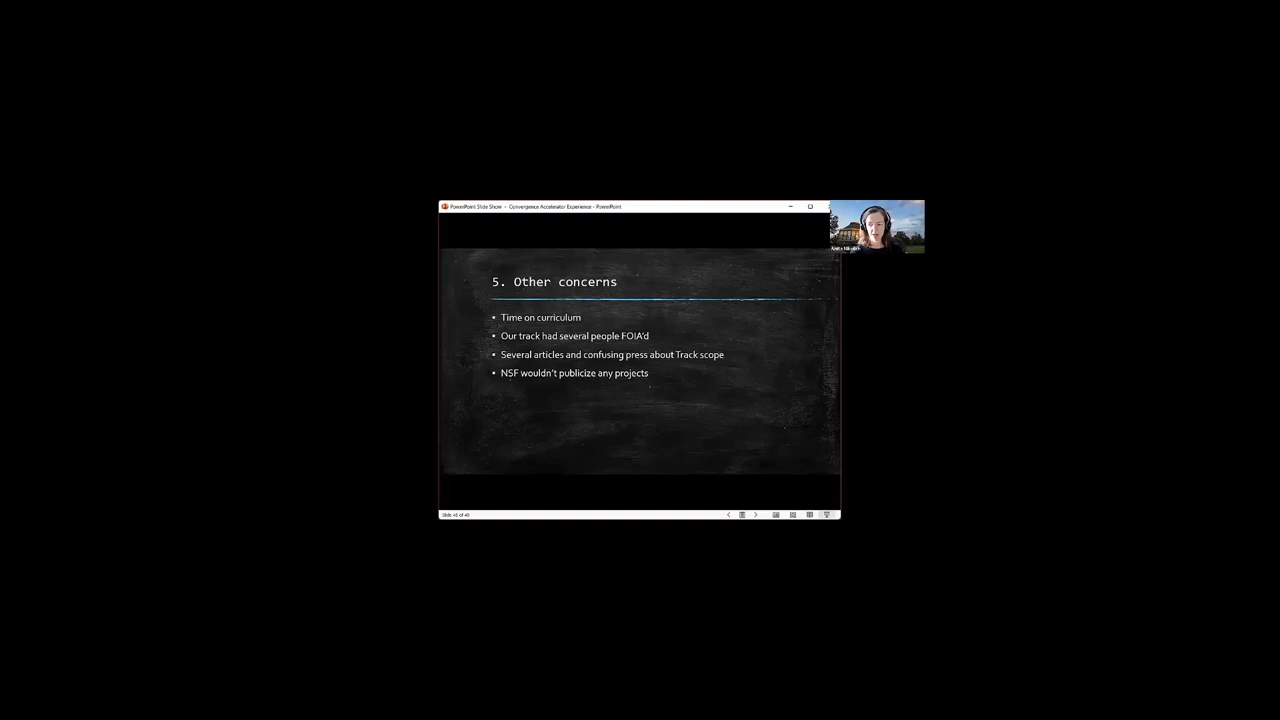 PowerPoint Slide Show - Convergence Accelerator Experience - PowerPoint
5. Other concerns
▪ Time on curriculum
▪ Our track had several people FOIA'd
▪ Several articles and confusing press about Track scope
▪ NSF wouldn't publicize any projects